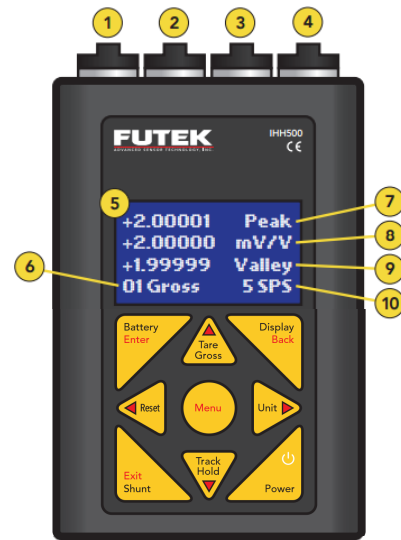 1 2 3 4
FUTEK IHH500
ADVANCED SENSOR TECHNOLOGY, INC. CE
5
+2.00001 Peak 7
+2.00000 mV/V 8
+1.99999 Valley 9
6 01 Gross 5 SPS 10
Battery Display
Enter Back
Tare
Gross
Reset Menu Unit
Exit Track
Shunt Hold Power